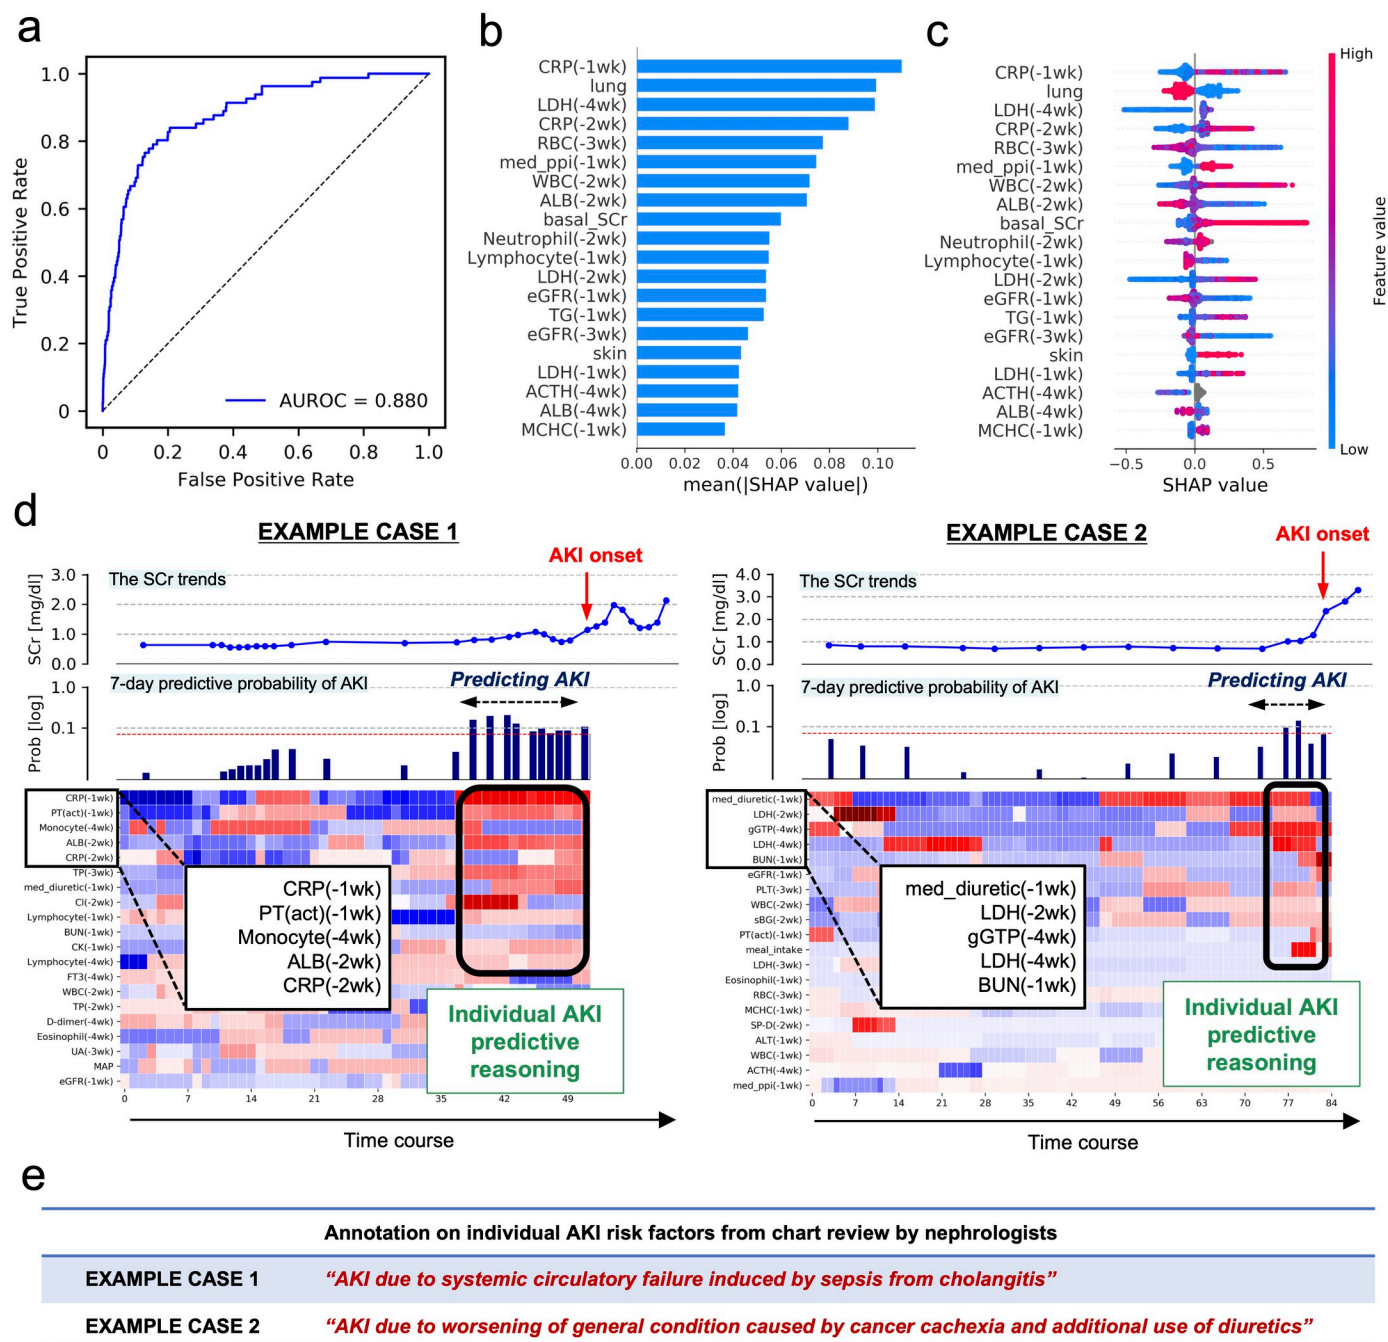 a
True Positive Rate
1.0
0.8
0.6
0.4
0.2
0
AUROC = 0.880
0 0.2 0.4 0.6 0.8 1.0
False Positive Rate
b
CRP(-1wk)
lung
LDH(-4wk)
CRP(-2wk)
RBC(-3wk)
med_ppi(-1wk)
WBC(-2wk)
ALB(-2wk)
basal_SCr
Neutrophil(-2wk)
Lymphocyte(-1wk)
LDH(-2wk)
eGFR(-1wk)
TG(-1wk)
eGFR(-3wk)
skin
LDH(-1wk)
ACTH(-4wk)
ALB(-4wk)
MCHC(-1wk)
0.00 0.02 0.04 0.06 0.08 0.10
mean(|SHAP value|)
c
CRP(-1wk)
lung
LDH(-4wk)
CRP(-2wk)
RBC(-3wk)
med_ppi(-1wk)
WBC(-2wk)
ALB(-2wk)
basal_SCr
Neutrophil(-2wk)
Lymphocyte(-1wk)
LDH(-2wk)
eGFR(-1wk)
TG(-1wk)
eGFR(-3wk)
skin
LDH(-1wk)
ACTH(-4wk)
ALB(-4wk)
MCHC(-1wk)
−0.5 0.0 0.5
SHAP value
High
Feature value
Low
d
EXAMPLE CASE 1
AKI onset
SCr [mg/dl]
3.0
2.0
1.0
0.0
The SCr trends
Prob [log]
1.0
0.1
7-day predictive probability of AKI
Predicting AKI
CRP(-1wk)
PT(act)(-1wk)
Monocyte(-4wk)
ALB(-2wk)
CRP(-2wk)
TP(-3wk)
med_diuretic(-1wk)
Cl(-2wk)
Lymphocyte(-1wk)
BUN(-1wk)
CK(-1wk)
Lymphocyte(-4wk)
FT3(-4wk)
WBC(-2wk)
TP(-2wk)
D-dimer(-4wk)
Eosinophil(-4wk)
UA(-3wk)
MAP
eGFR(-1wk)
CRP(-1wk)
PT(act)(-1wk)
Monocyte(-4wk)
ALB(-2wk)
CRP(-2wk)
Individual AKI
predictive
reasoning
0 7 14 21 28 35 42 49
Time course
EXAMPLE CASE 2
AKI onset
SCr [mg/dl]
4.0
3.0
2.0
1.0
0.0
The SCr trends
Prob [log]
1.0
0.1
7-day predictive probability of AKI
Predicting AKI
med_diuretic(-1wk)
LDH(-2wk)
gGTP(-4wk)
LDH(-4wk)
BUN(-1wk)
eGFR(-1wk)
PLT(-3wk)
WBC(-2wk)
sBG(-2wk)
PT(act)(-1wk)
meal_intake
LDH(-3wk)
Eosinophil(-1wk)
RBC(-3wk)
MCHC(-1wk)
SP-D(-2wk)
ALT(-1wk)
WBC(-1wk)
ACTH(-4wk)
med_ppi(-1wk)
med_diuretic(-1wk)
LDH(-2wk)
gGTP(-4wk)
LDH(-4wk)
BUN(-1wk)
Individual AKI
predictive
reasoning
0 7 14 21 28 35 42 49 56 63 70 77 84
Time course
e
Annotation on individual AKI risk factors from chart review by nephrologists
EXAMPLE CASE 1 “AKI due to systemic circulatory failure induced by sepsis from cholangitis”
EXAMPLE CASE 2 “AKI due to worsening of general condition caused by cancer cachexia and additional use of diuretics”